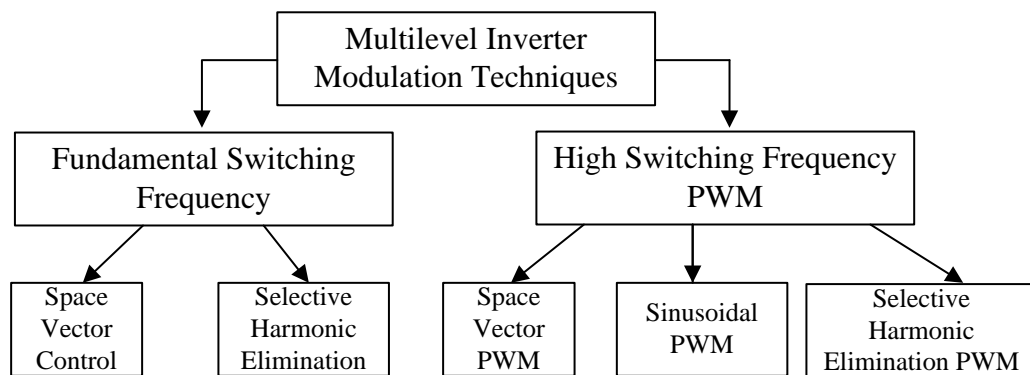 Multilevel Inverter
Modulation Techniques
Fundamental Switching
Frequency
High Switching Frequency
PWM
Space
Vector
Control
Selective
Harmonic
Elimination
Space
Vector
PWM
Sinusoidal
PWM
Selective
Harmonic
Elimination PWM